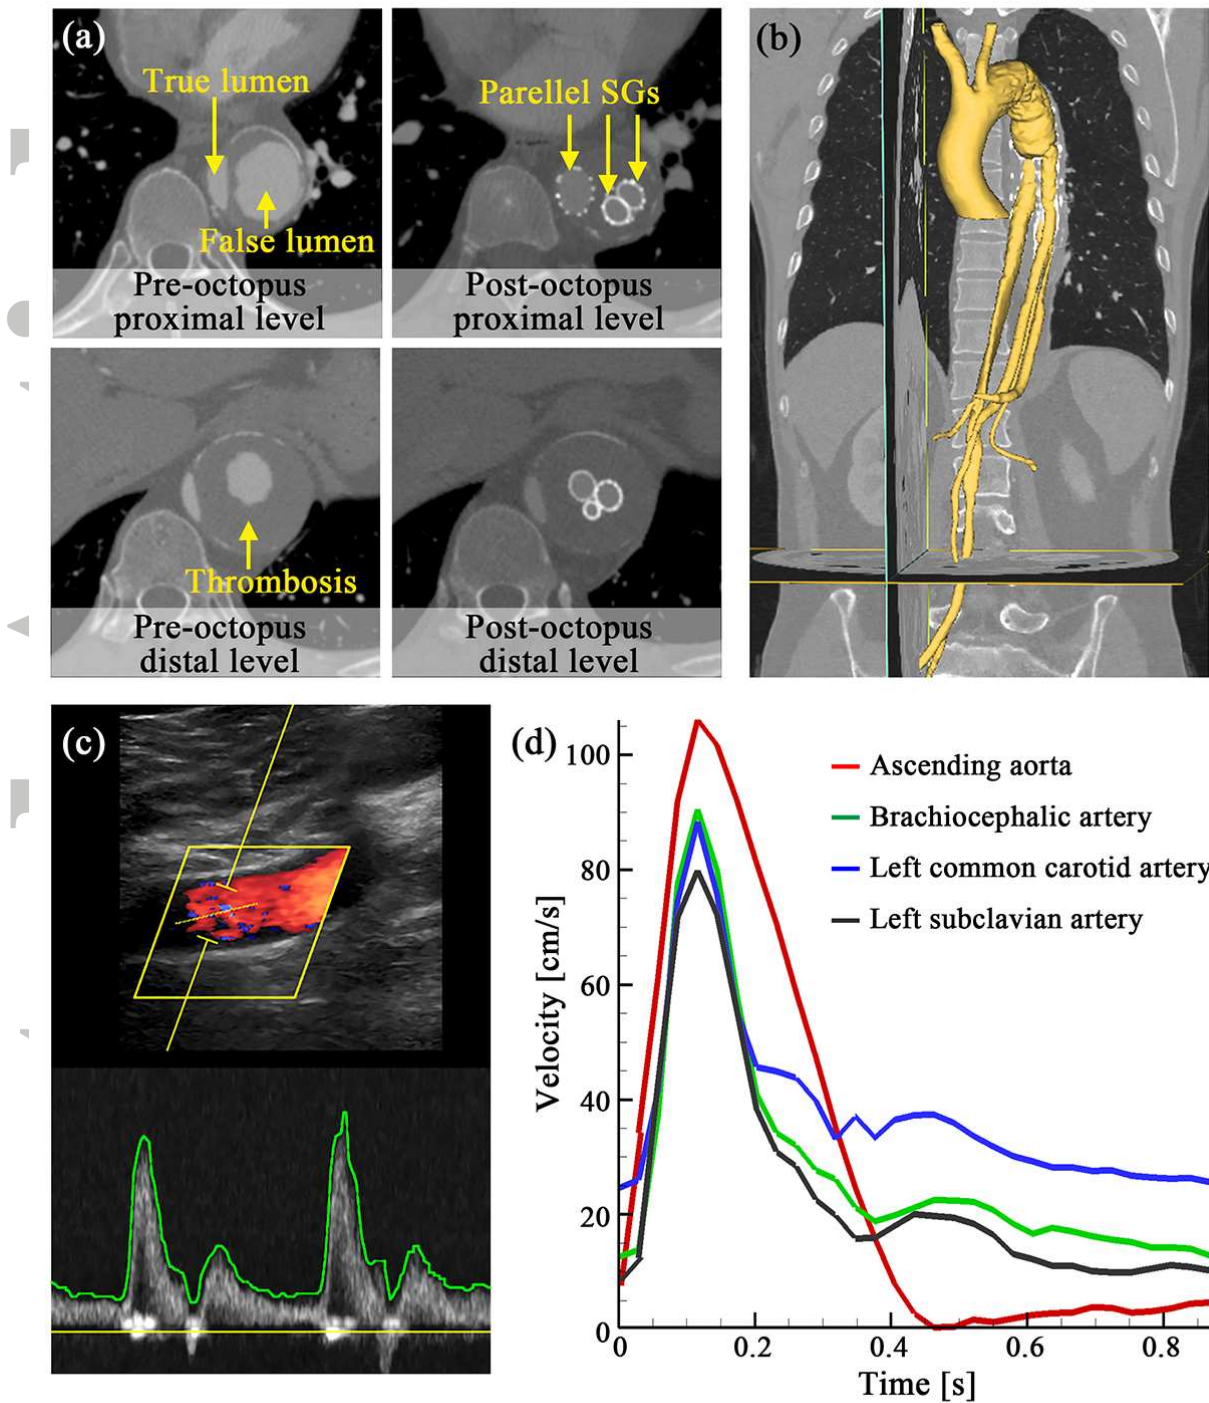 (a)
True lumen
False lumen
Pre-octopus
proximal level
Parellel SGs
Post-octopus
proximal level
Thrombosis
Pre-octopus
distal level
Post-octopus
distal level
(b)
(c)
(d)
Velocity [cm/s]
100
80
60
40
20
0
Ascending aorta
Brachiocephalic artery
Left common carotid artery
Left subclavian artery
0
0.2
0.4
0.6
0.8
Time [s]